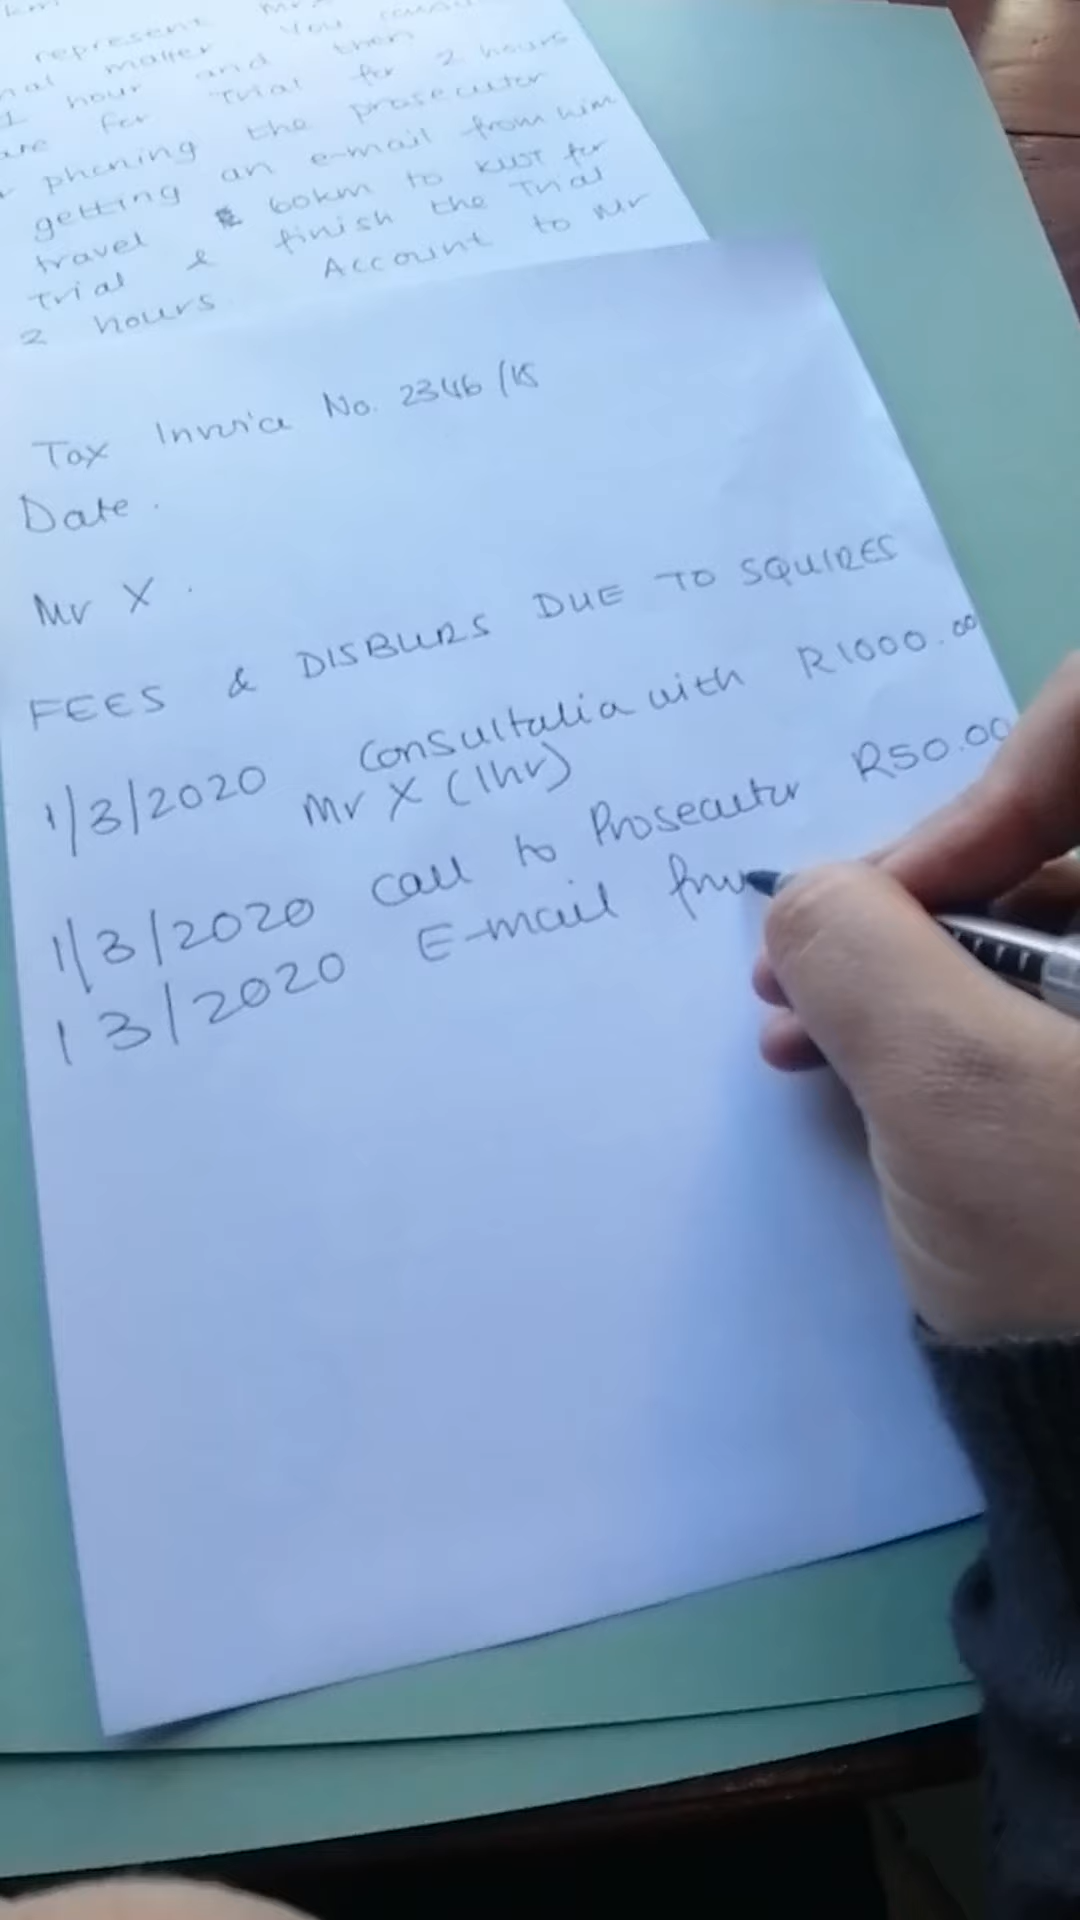 km
represent
matter You
1 hour and then
for Trial for 2 hours
phoning the prosecutor
getting an e-mail from him
travel 60km to KWT for
Trial & finish the Trial
2 hours Account to Mr
Tax Invoice No. 2346/15
Date.
Mr X.
FEES & DISBURS DUE TO SQUIRES
1/3/2020 Consultatia with R1000.00
Mr X (1hr)
1/3/2020 call to Prosecutor R50.00
1 3/2020 E-mail from